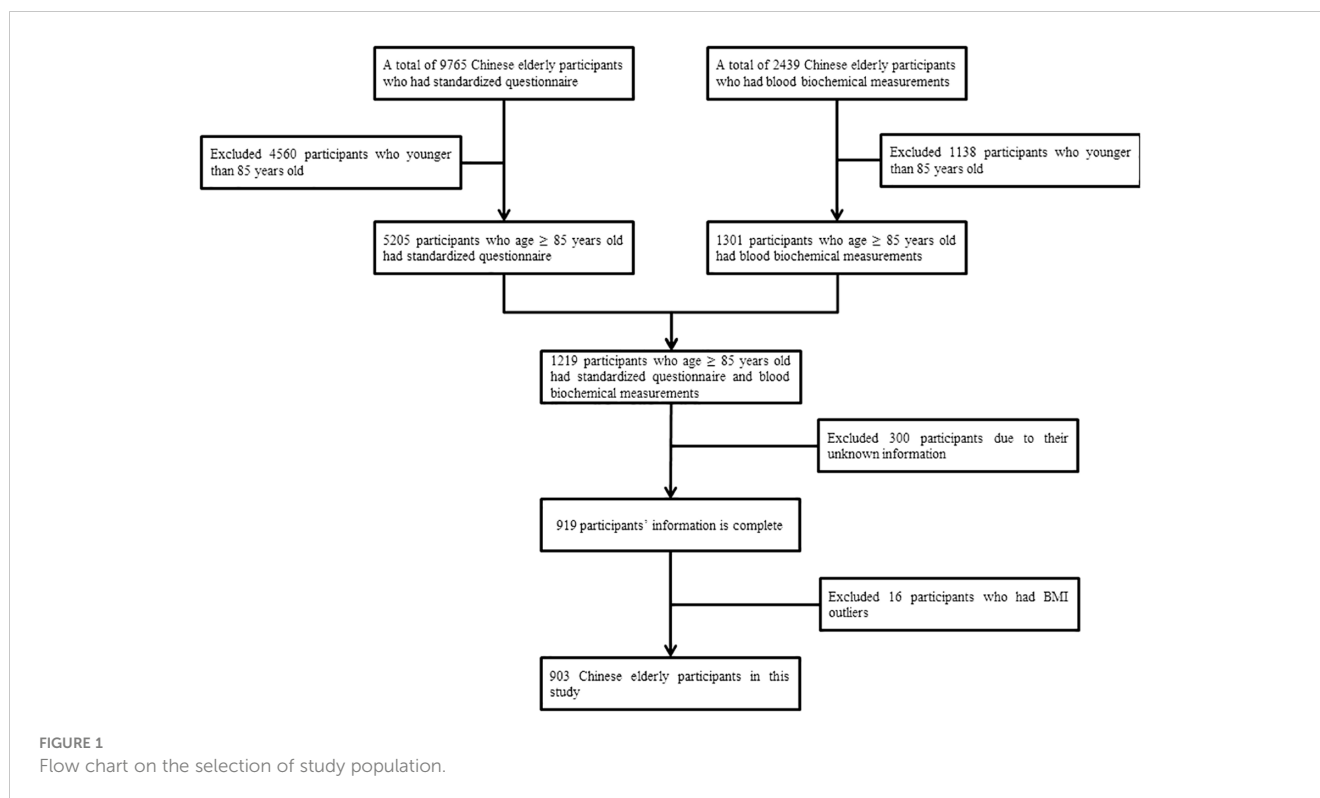 A total of 9765 Chinese elderly participants
who had standardized questionnaire
A total of 2439 Chinese elderly participants
who had blood biochemical measurements
Excluded 4560 participants who younger
than 85 years old
Excluded 1138 participants who younger
than 85 years old
5205 participants who age ≥ 85 years old
had standardized questionnaire
1301 participants who age ≥ 85 years old
had blood biochemical measurements
1219 participants who age ≥ 85 years old
had standardized questionnaire and blood
biochemical measurements
Excluded 300 participants due to their
unknown information
919 participants’ information is complete
Excluded 16 participants who had BMI
outliers
903 Chinese elderly participants in this
study
FIGURE 1
Flow chart on the selection of study population.